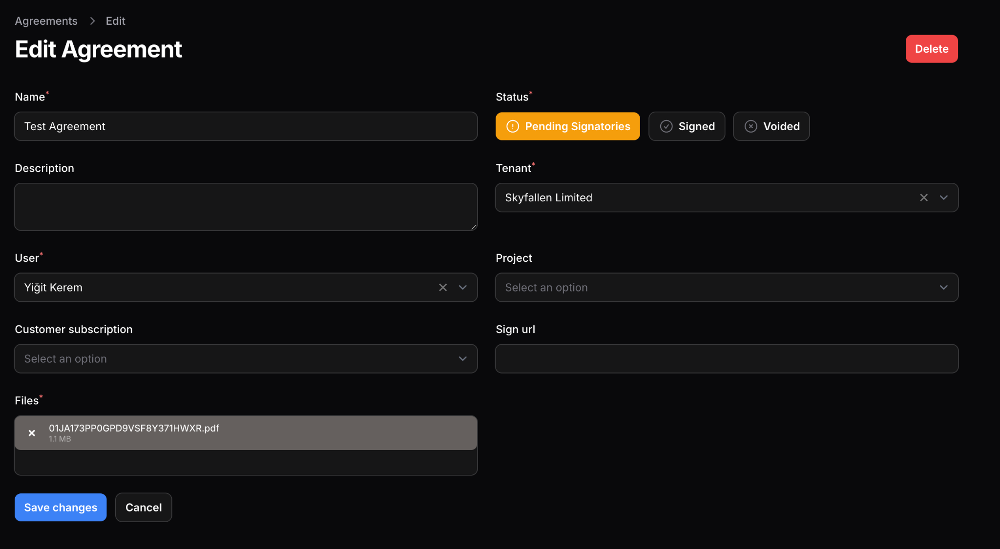 Agreements > Edit
Edit Agreement
Delete
Name*
Test Agreement
Status*
Pending Signatories
Signed
Voided
Description
Tenant*
Skyfallen Limited
User*
Yiğit Kerem
Project
Select an option
Customer subscription
Select an option
Sign url
Files*
01JA173PP0GPD9VSF8Y371HWXR.pdf
1.1 MB
Save changes
Cancel